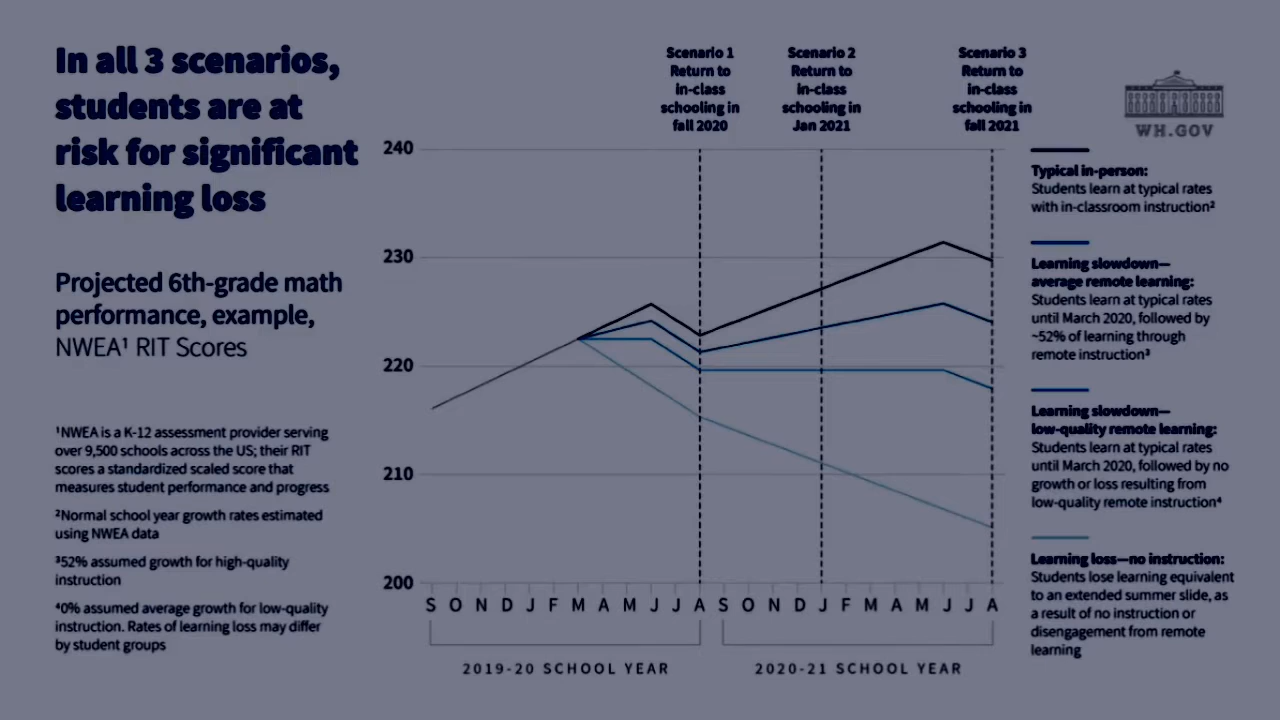 In all 3 scenarios,
students are at
risk for significant
learning loss
Projected 6th-grade math
performance, example,
NWEA¹ RIT Scores
¹NWEA is a K-12 assessment provider serving
over 9,500 schools across the US; their RIT
scores a standardized scaled score that
measures student performance and progress
²Normal school year growth rates estimated
using NWEA data
³52% assumed growth for high-quality
instruction
⁴0% assumed average growth for low-quality
instruction. Rates of learning loss may differ
by student groups
Scenario 1
Return to
in-class
schooling in
fall 2020
Scenario 2
Return to
in-class
schooling in
Jan 2021
Scenario 3
Return to
in-class
schooling in
fall 2021
240
230
220
210
200
S O N D J F M A M J J A S O N D J F M A M J J A
2019-20 SCHOOL YEAR
2020-21 SCHOOL YEAR
WH.GOV
Typical in-person:
Students learn at typical rates
with in-classroom instruction²
Learning slowdown—
average remote learning:
Students learn at typical rates
until March 2020, followed by
~52% of learning through
remote instruction³
Learning slowdown—
low-quality remote learning:
Students learn at typical rates
until March 2020, followed by no
growth or loss resulting from
low-quality remote instruction⁴
Learning loss—no instruction:
Students lose learning equivalent
to an extended summer slide, as
a result of no instruction or
disengagement from remote
learning